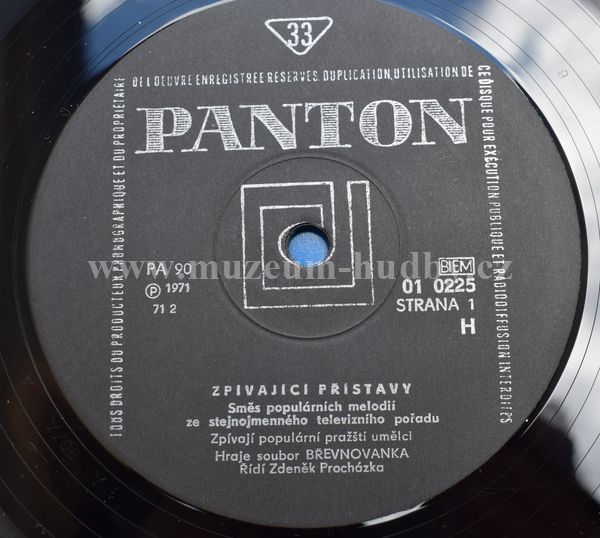 33
TOUS DROITS DU PRODUCTEUR PHONOGRAPHIQUE ET DU PROPRIETAIRE
DE L OEUVRE ENREGISTREE RESERVES. DUPLICATION, UTILISATION DE
CE DISQUE POUR EXÉCUTION PUBLIQUE ET RADIODIFFUSION INTERDITES
PANTON
www.muzeum-hudby.cz
PA 90
BIEM
Ⓟ 1971
01 0225
71 2
STRANA 1
H
ZPÍVAJÍCÍ PŘÍSTAVY
Směs populárních melodií
ze stejnojmenného televizního pořadu
Zpívají populární pražští umělci
Hraje soubor BŘEVNOVANKA
Řídí Zdeněk Procházka